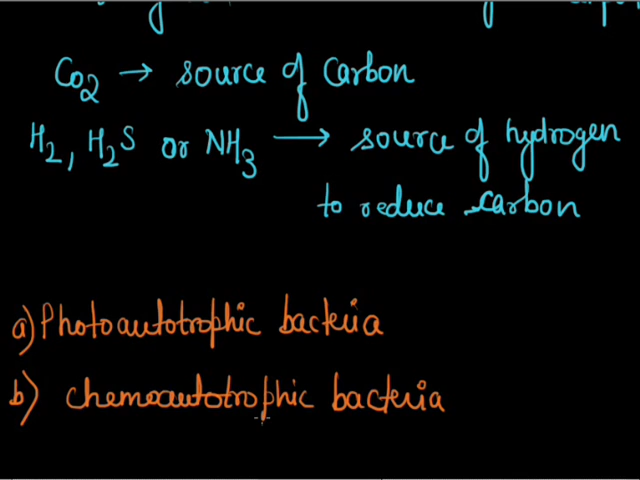 Co2 → source of carbon
H2, H2S or NH3 → source of hydrogen
to reduce carbon
a) Photoautotrophic bacteria
b) chemoautotrophic bacteria